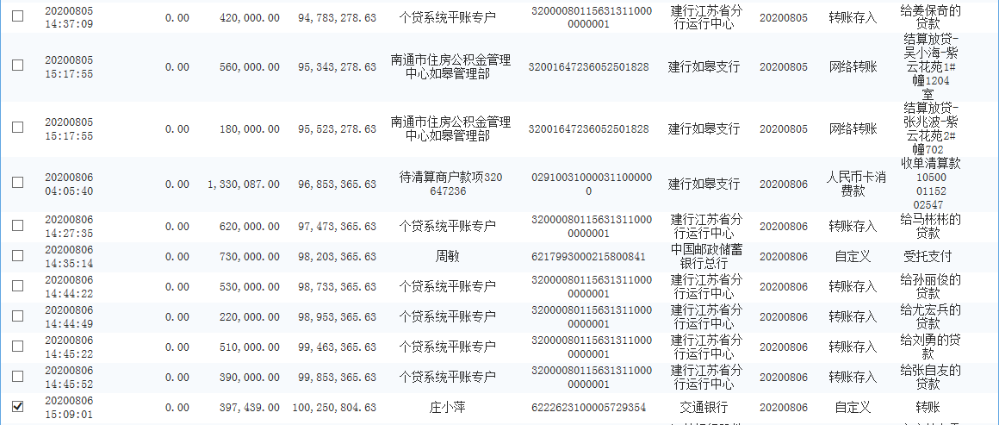 20200805 14:37:09 0.00 420,000.00 94,783,278.63 个贷系统平账专户 32000080115631311000 0000001 建行江苏省分行运行中心 20200805 转账存入 给姜保奇的贷款
20200805 15:17:55 0.00 560,000.00 95,343,278.63 南通市住房公积金管理中心如皋管理部 32001647236052501828 建行如皋支行 20200805 网络转账 结算放贷-吴小海-紫云花苑1#幢1204室
20200805 15:17:55 0.00 180,000.00 95,523,278.63 南通市住房公积金管理中心如皋管理部 32001647236052501828 建行如皋支行 20200805 网络转账 结算放贷-张兆波-紫云花苑2#幢702
20200806 04:05:40 0.00 1,330,087.00 96,853,365.63 待清算商户款项320647236 02910031000031100000 0 建行如皋支行 20200806 人民币卡消费款 收单清算款 10500 01152 02547
20200806 14:27:35 0.00 620,000.00 97,473,365.63 个贷系统平账专户 32000080115631311000 0000001 建行江苏省分行运行中心 20200806 转账存入 给马彬彬的贷款
20200806 14:35:14 0.00 730,000.00 98,203,365.63 周敏 6217993000215800841 中国邮政储蓄银行总行 20200806 自定义 受托支付
20200806 14:44:22 0.00 530,000.00 98,733,365.63 个贷系统平账专户 32000080115631311000 0000001 建行江苏省分行运行中心 20200806 转账存入 给孙丽俊的贷款
20200806 14:44:49 0.00 220,000.00 98,953,365.63 个贷系统平账专户 32000080115631311000 0000001 建行江苏省分行运行中心 20200806 转账存入 给尤宏兵的贷款
20200806 14:45:22 0.00 510,000.00 99,463,365.63 个贷系统平账专户 32000080115631311000 0000001 建行江苏省分行运行中心 20200806 转账存入 给刘勇的贷款
20200806 14:45:52 0.00 390,000.00 99,853,365.63 个贷系统平账专户 32000080115631311000 0000001 建行江苏省分行运行中心 20200806 转账存入 给张自友的贷款
20200806 15:09:01 0.00 397,439.00 100,250,804.63 庄小萍 6222623100005729354 交通银行 20200806 自定义 转账